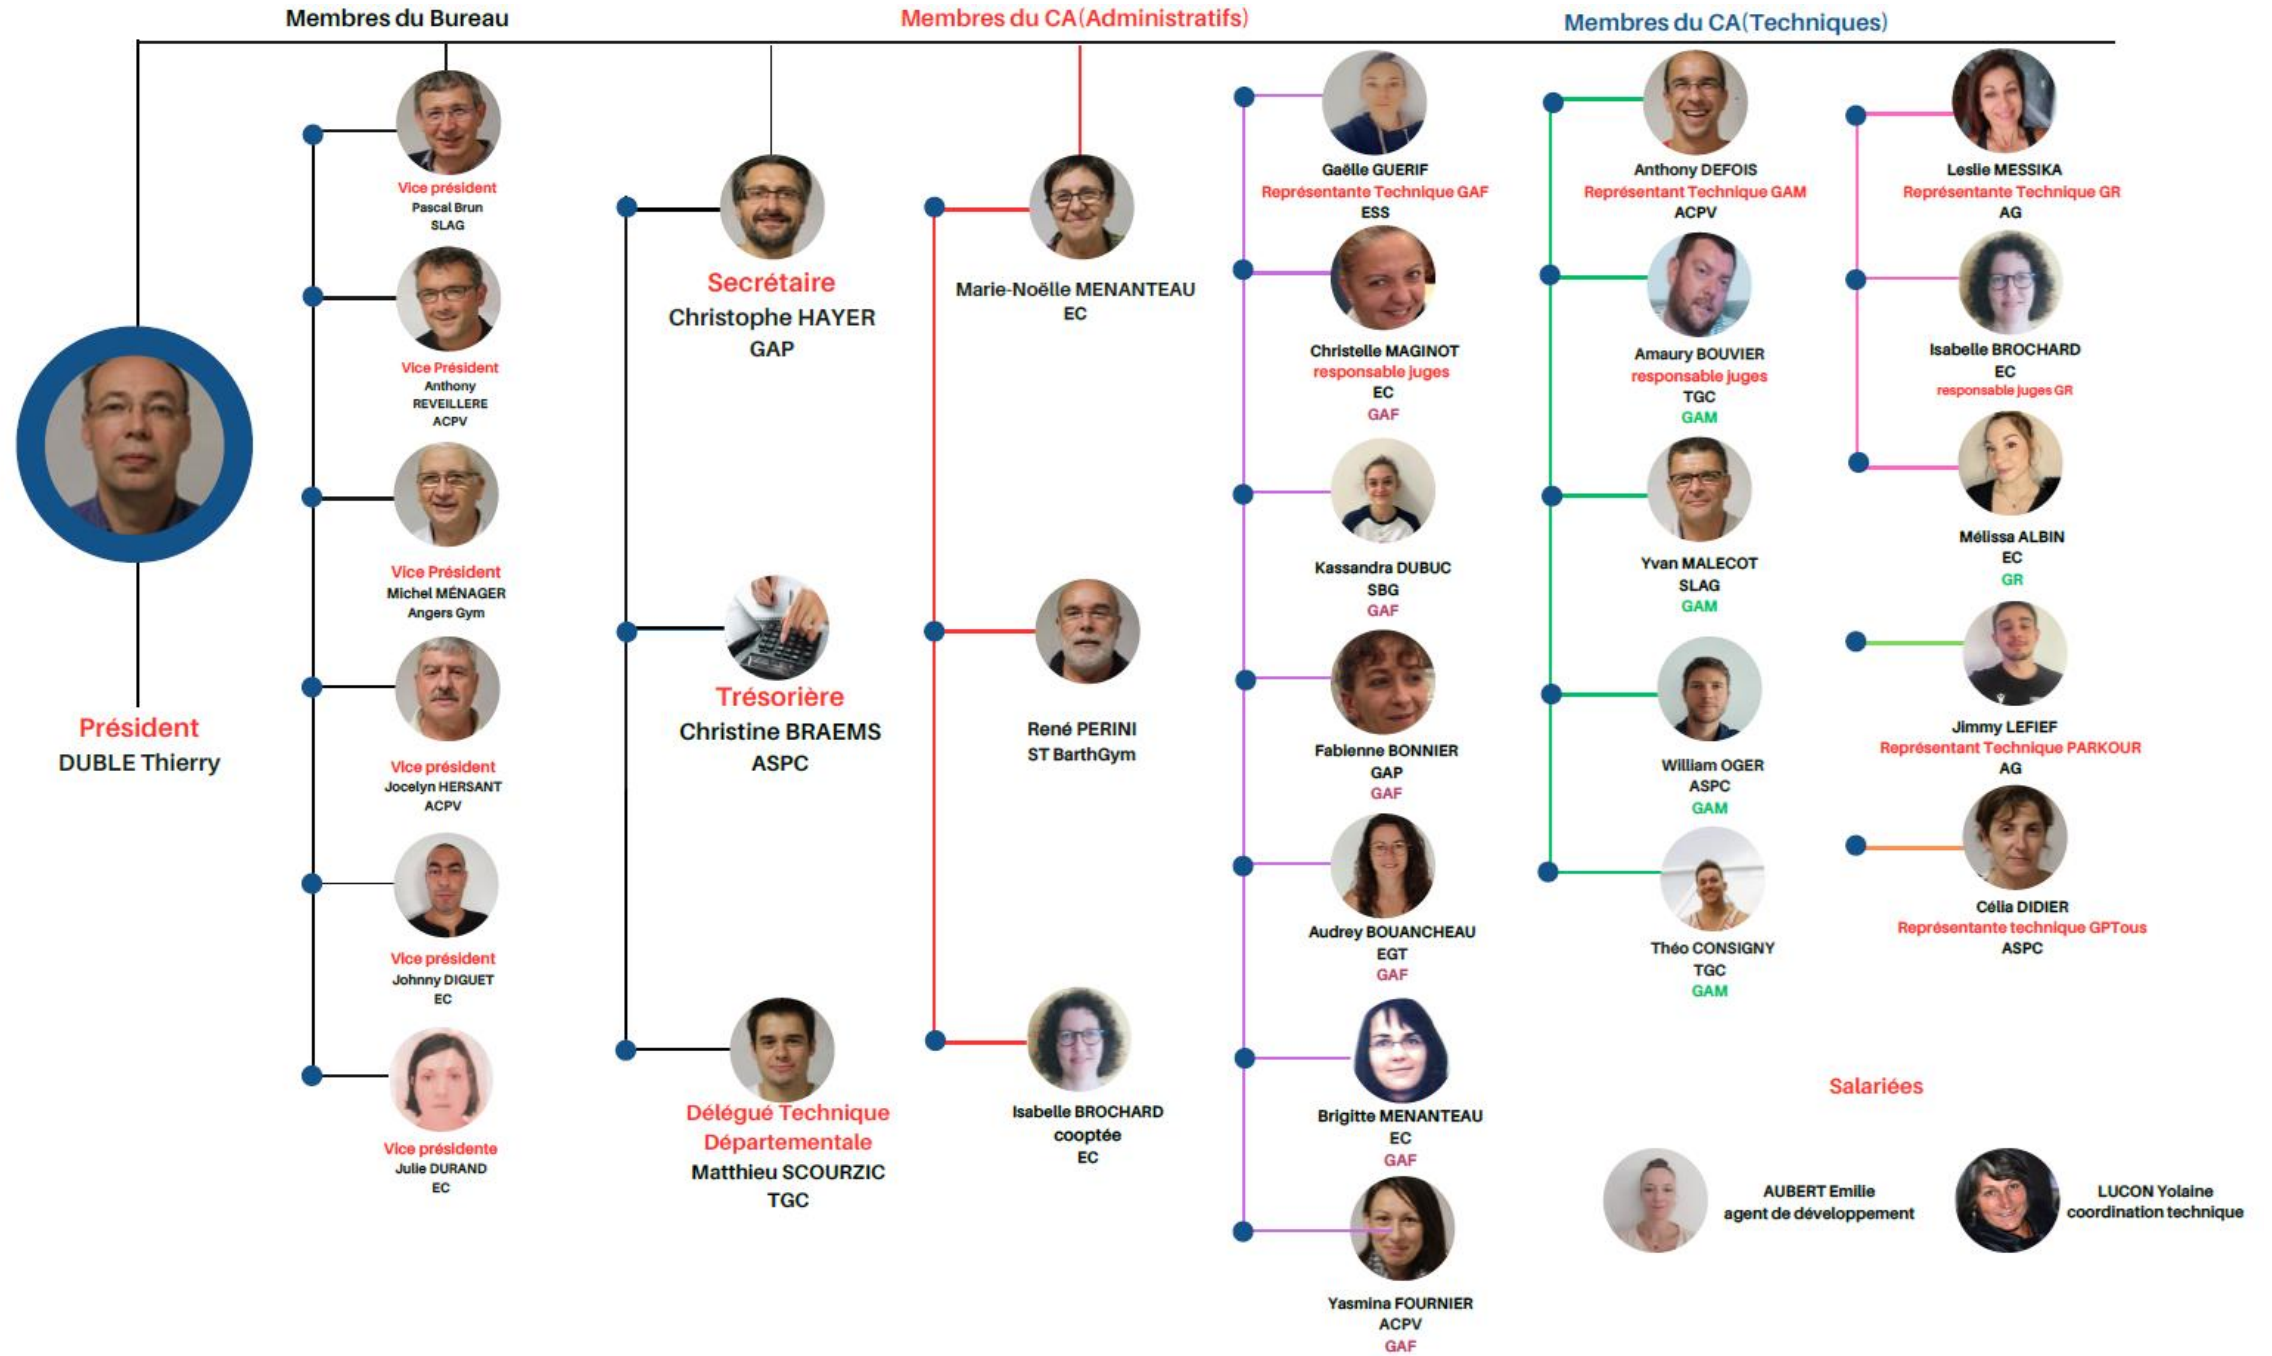 Membres du Bureau
Membres du CA(Administratifs)
Membres du CA(Techniques)
Président
DUBLE Thierry
Vice président
Pascal Brun
SLAG
Vice Président
Anthony
REVEILLERE
ACPV
Vice Président
Michel MÉNAGER
Angers Gym
Vice président
Jocelyn HERSANT
ACPV
Vice président
Johnny DIGUET
EC
Vice présidente
Julie DURAND
EC
Secrétaire
Christophe HAYER
GAP
Trésorière
Christine BRAEMS
ASPC
Délégué Technique
Départementale
Matthieu SCOURZIC
TGC
Marie-Noëlle MENANTEAU
EC
René PERINI
ST BarthGym
Isabelle BROCHARD
cooptée
EC
Gaëlle GUERIF
Représentante Technique GAF
ESS
Christelle MAGINOT
responsable juges
EC
GAF
Kassandra DUBUC
SBG
GAF
Fabienne BONNIER
GAP
GAF
Audrey BOUANCHEAU
EGT
GAF
Brigitte MENANTEAU
EC
GAF
Yasmina FOURNIER
ACPV
GAF
Anthony DEFOIS
Représentant Technique GAM
ACPV
Amaury BOUVIER
responsable juges
TGC
GAM
Yvan MALECOT
SLAG
GAM
William OGER
ASPC
GAM
Théo CONSIGNY
TGC
GAM
Leslie MESSIKA
Représentante Technique GR
AG
Isabelle BROCHARD
EC
responsable juges GR
Mélissa ALBIN
EC
GR
Jimmy LEFIEF
Représentant Technique PARKOUR
AG
Célia DIDIER
Représentante technique GPTous
ASPC
Salariées
AUBERT Emilie
agent de développement
LUCON Yolaine
coordination technique